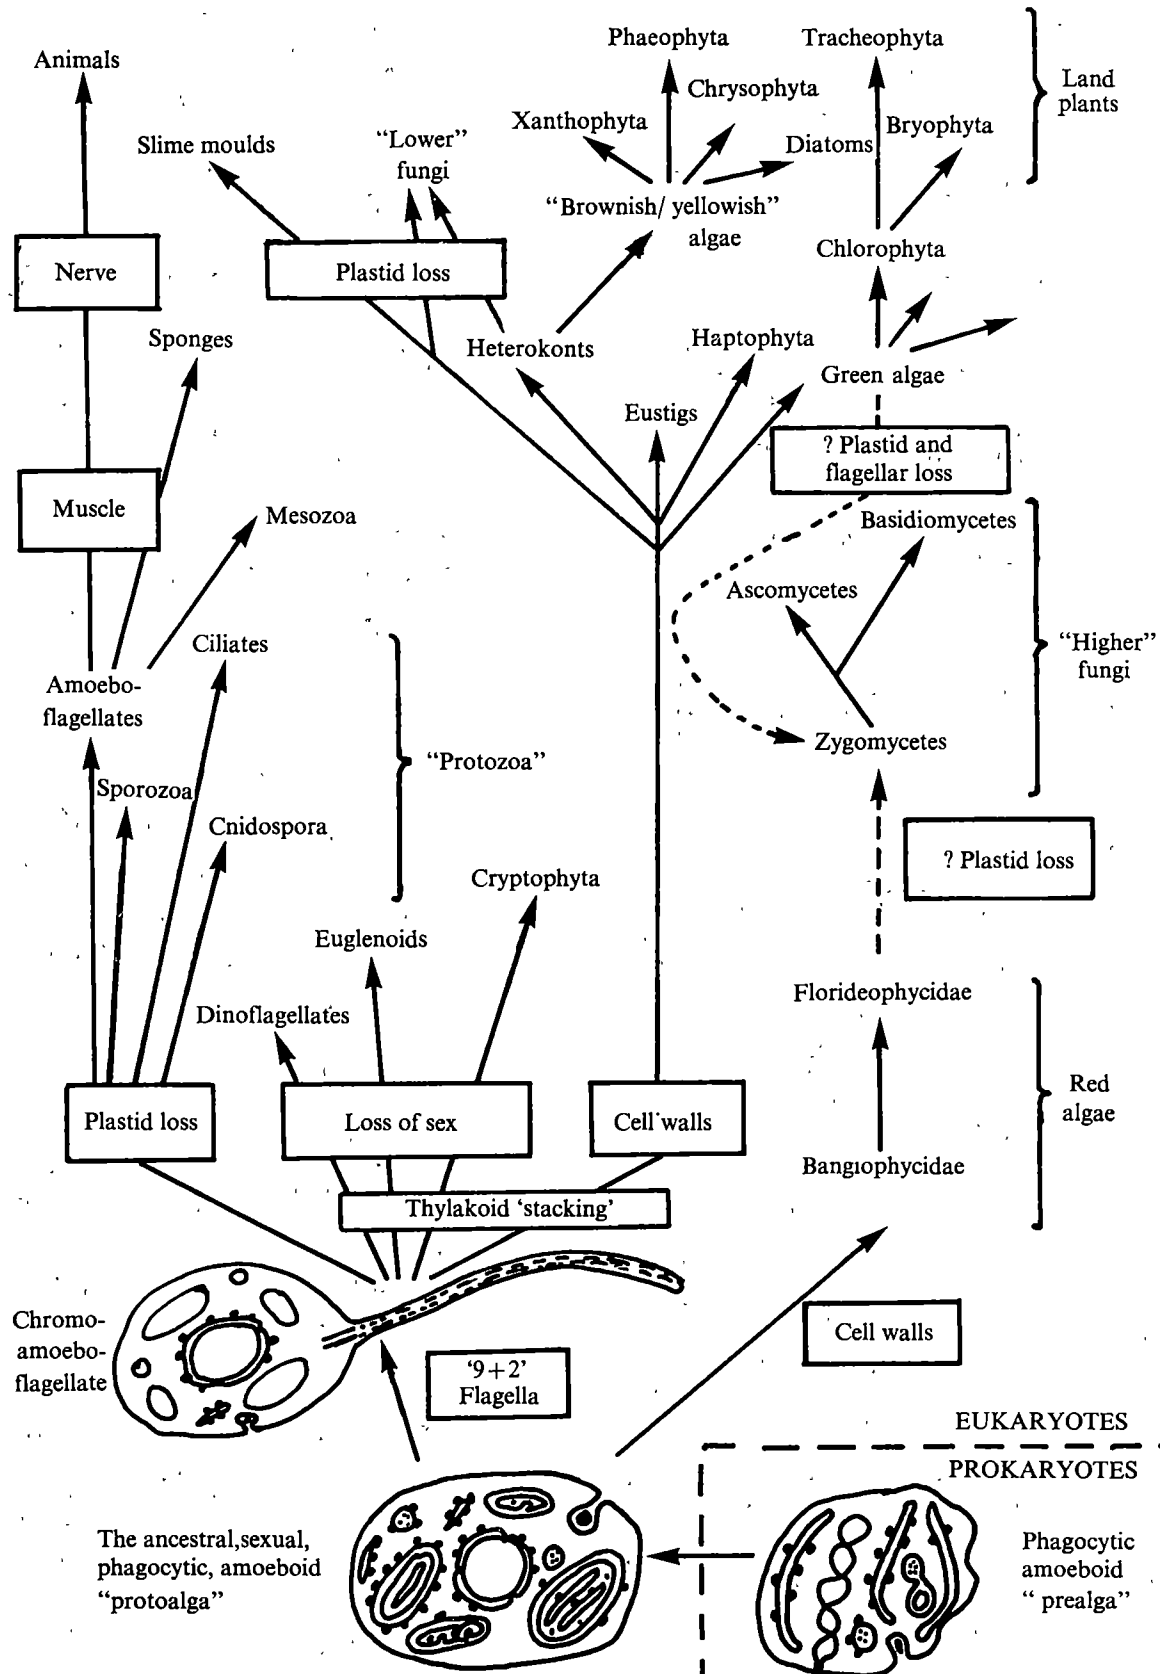 Phaeophyta
Tracheophyta
Animals
Chrysophyta
Land
plants
Xanthophyta
Bryophyta
"Lower"
fungi
Slime moulds
Diatoms
"Brownish/ yellowish"
algae
Chlorophyta
Nerve
Plastid loss
Sponges
Heterokonts
Haptophyta
Green algae
Eustigs
? Plastid and
flagellar loss
Muscle
Mesozoa
Basidiomycetes
Ascomycetes
Ciliates
"Higher"
fungi
Amoebo-
flagellates
Zygomycetes
"Protozoa"
Sporozoa
Cnidospora
? Plastid loss
Cryptophyta
Euglenoids
Florideophycidae
Dinoflagellates
Red
algae
Plastid loss
Loss of sex
Cell walls
Bangiophycidae
Thylakoid 'stacking'
Chromo-
amoebo-
flagellate
Cell walls
'9+2'
Flagella
EUKARYOTES
PROKARYOTES
The ancestral,sexual,
phagocytic, amoeboid
"protoalga"
Phagocytic
amoeboid
" prealga"